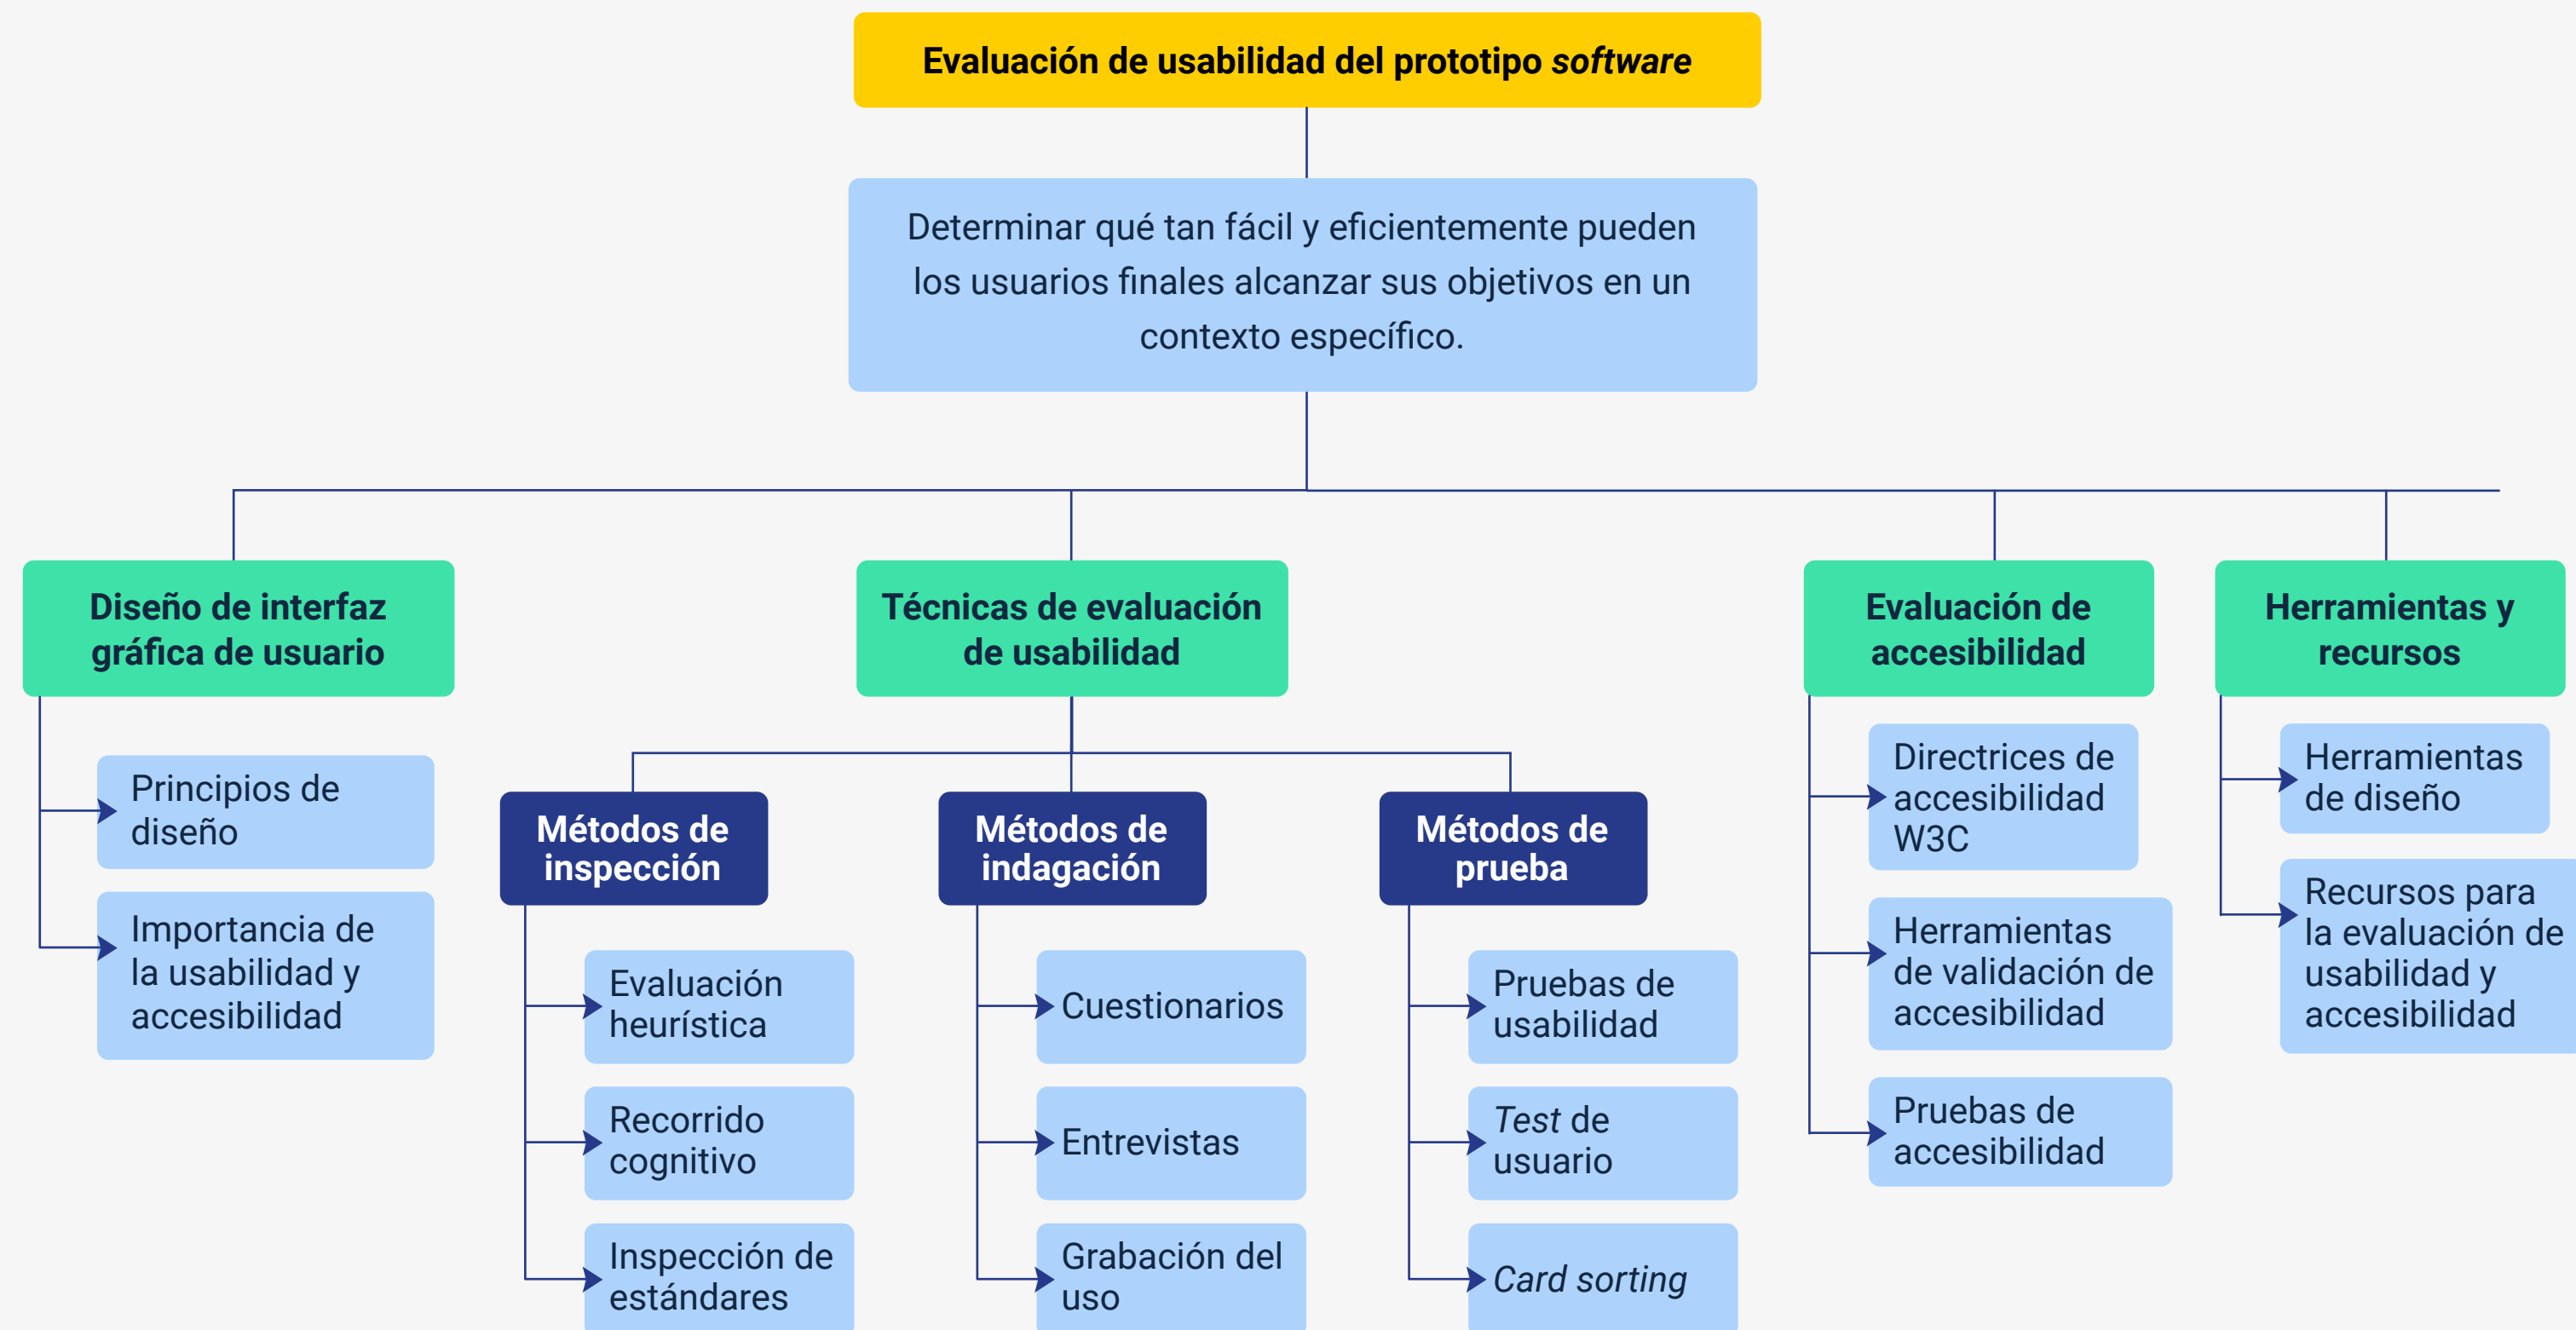 Evaluación de usabilidad del prototipo software
Determinar qué tan fácil y eficientemente pueden
los usuarios finales alcanzar sus objetivos en un
contexto específico.
Diseño de interfaz
gráfica de usuario
Principios de
diseño
Importancia de
la usabilidad y
accesibilidad
Técnicas de evaluación
de usabilidad
Métodos de
inspección
Evaluación
heurística
Recorrido
cognitivo
Inspección de
estándares
Métodos de
indagación
Cuestionarios
Entrevistas
Grabación del
uso
Métodos de
prueba
Pruebas de
usabilidad
Test de
usuario
Card sorting
Evaluación de
accesibilidad
Directrices de
accesibilidad
W3C
Herramientas
de validación de
accesibilidad
Pruebas de
accesibilidad
Herramientas y
recursos
Herramientas
de diseño
Recursos para
la evaluación de
usabilidad y
accesibilidad